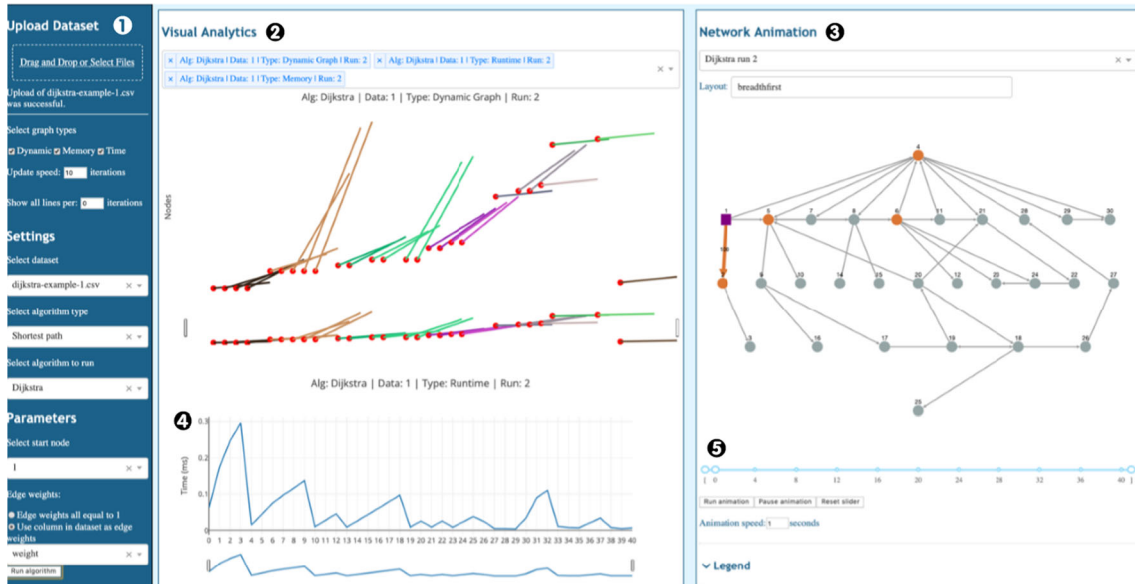 Upload Dataset ❶
Drag and Drop or Select Files
Upload of dijkstra-example-1.csv
was successful.
Select graph types
Dynamic Memory Time
Update speed: 10 iterations
Show all lines per: 0 iterations
Settings
Select dataset
dijkstra-example-1.csv
Select algorithm type
Shortest path
Select algorithm to run
Dijkstra
Parameters
Select start node
1
Edge weights:
Edge weights all equal to 1
Use column in dataset as edge
weights
weight
Run algorithm
Visual Analytics ❷
× Alg: Dijkstra | Data: 1 | Type: Dynamic Graph | Run: 2 × Alg: Dijkstra | Data: 1 | Type: Runtime | Run: 2
× Alg: Dijkstra | Data: 1 | Type: Memory | Run: 2
Alg: Dijkstra | Data: 1 | Type: Dynamic Graph | Run: 2
Nodes
Alg: Dijkstra | Data: 1 | Type: Runtime | Run: 2
❹
Time (ms)
0.3
0.2
0.1
0
0 1 2 3 4 5 6 7 8 9 10 11 12 13 14 15 16 17 18 19 20 21 22 23 24 25 26 27 28 29 30 31 32 33 34 35 36 37 38 39 40
Network Animation ❸
Dijkstra run 2
Layout: breadthfirst
4
1 5 7 8 6 11 21 28 29 30
2 9 10 14 20 12 24 22 27
3 16 17 19 18 26
❺
0 4 8 12 16 20 24 28 32 36 40
Run animation Pause animation Reset slider
Animation speed: 1 seconds
Legend